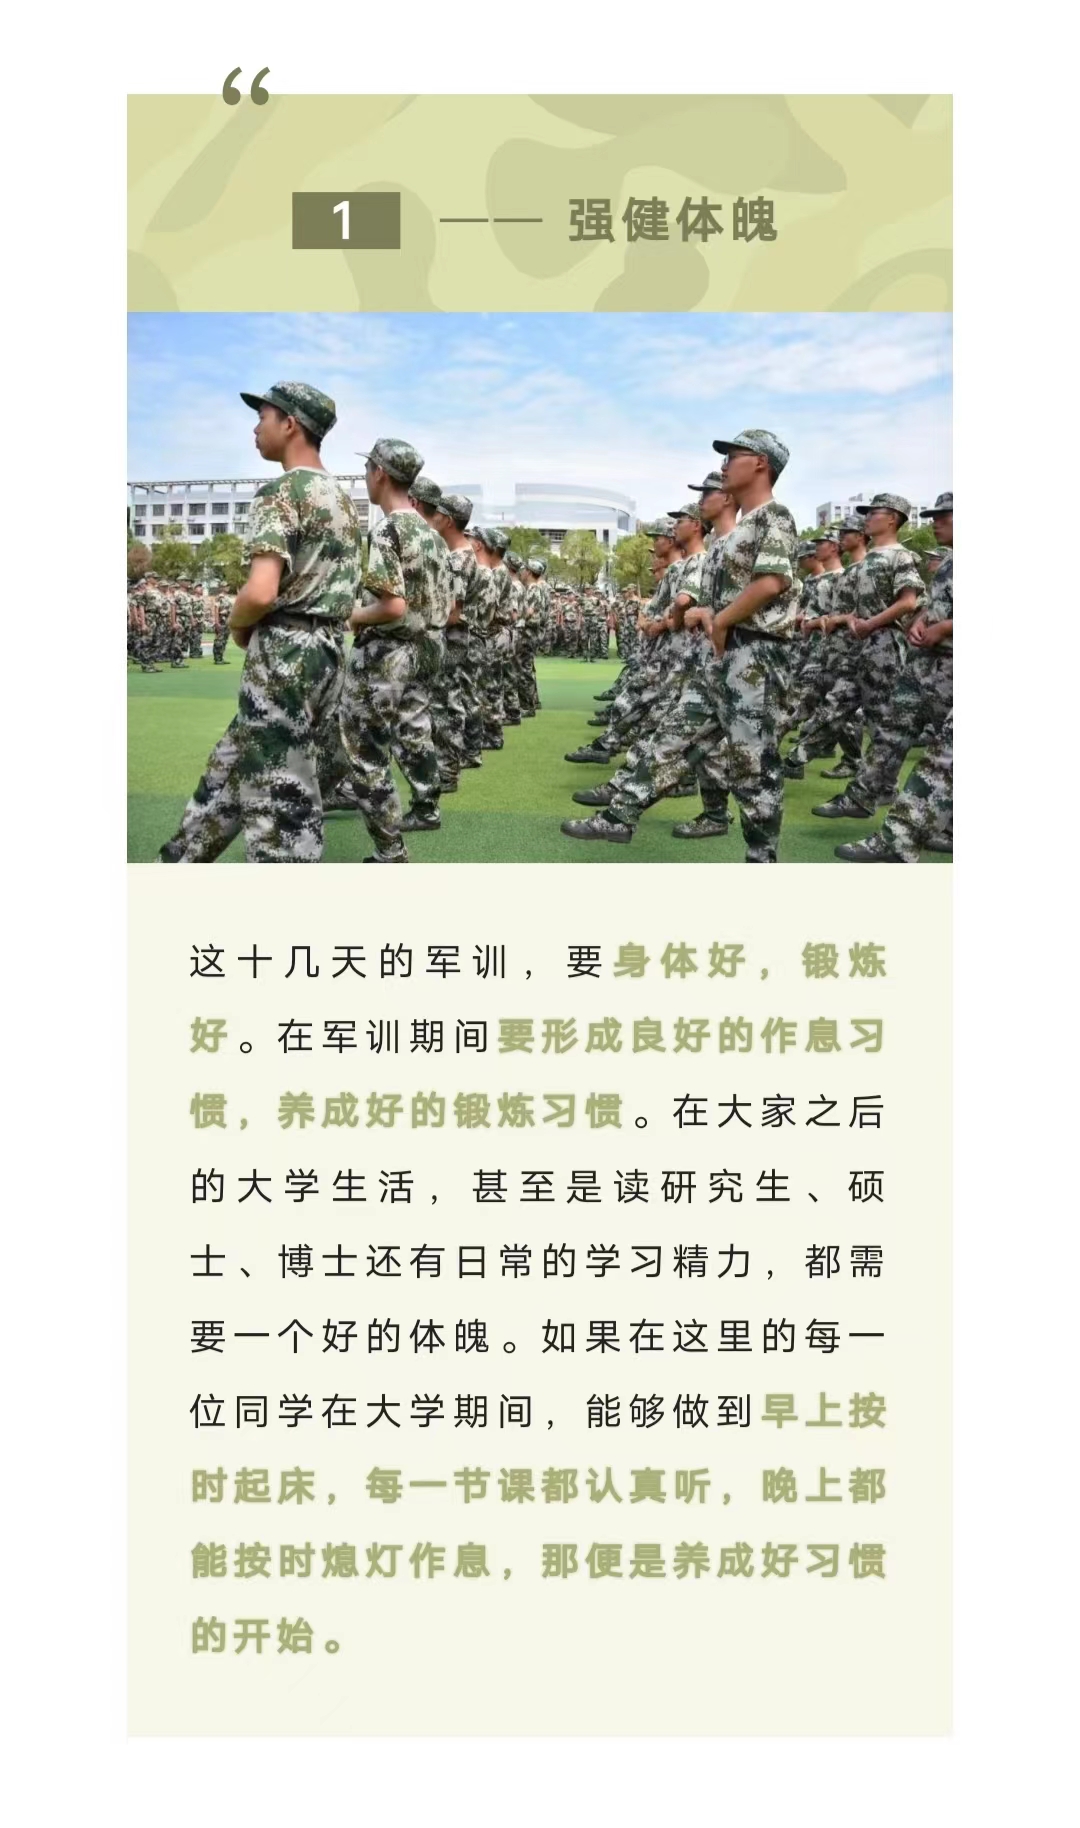 “
1 —— 强健体魄
这十几天的军训，要身体好，锻炼
好。在军训期间要形成良好的作息习
惯，养成好的锻炼习惯。在大家之后
的大学生活，甚至是读研究生、硕
士、博士还有日常的学习精力，都需
要一个好的体魄。如果在这里的每一
位同学在大学期间，能够做到早上按
时起床，每一节课都认真听，晚上都
能按时熄灯作息，那便是养成好习惯
的开始。